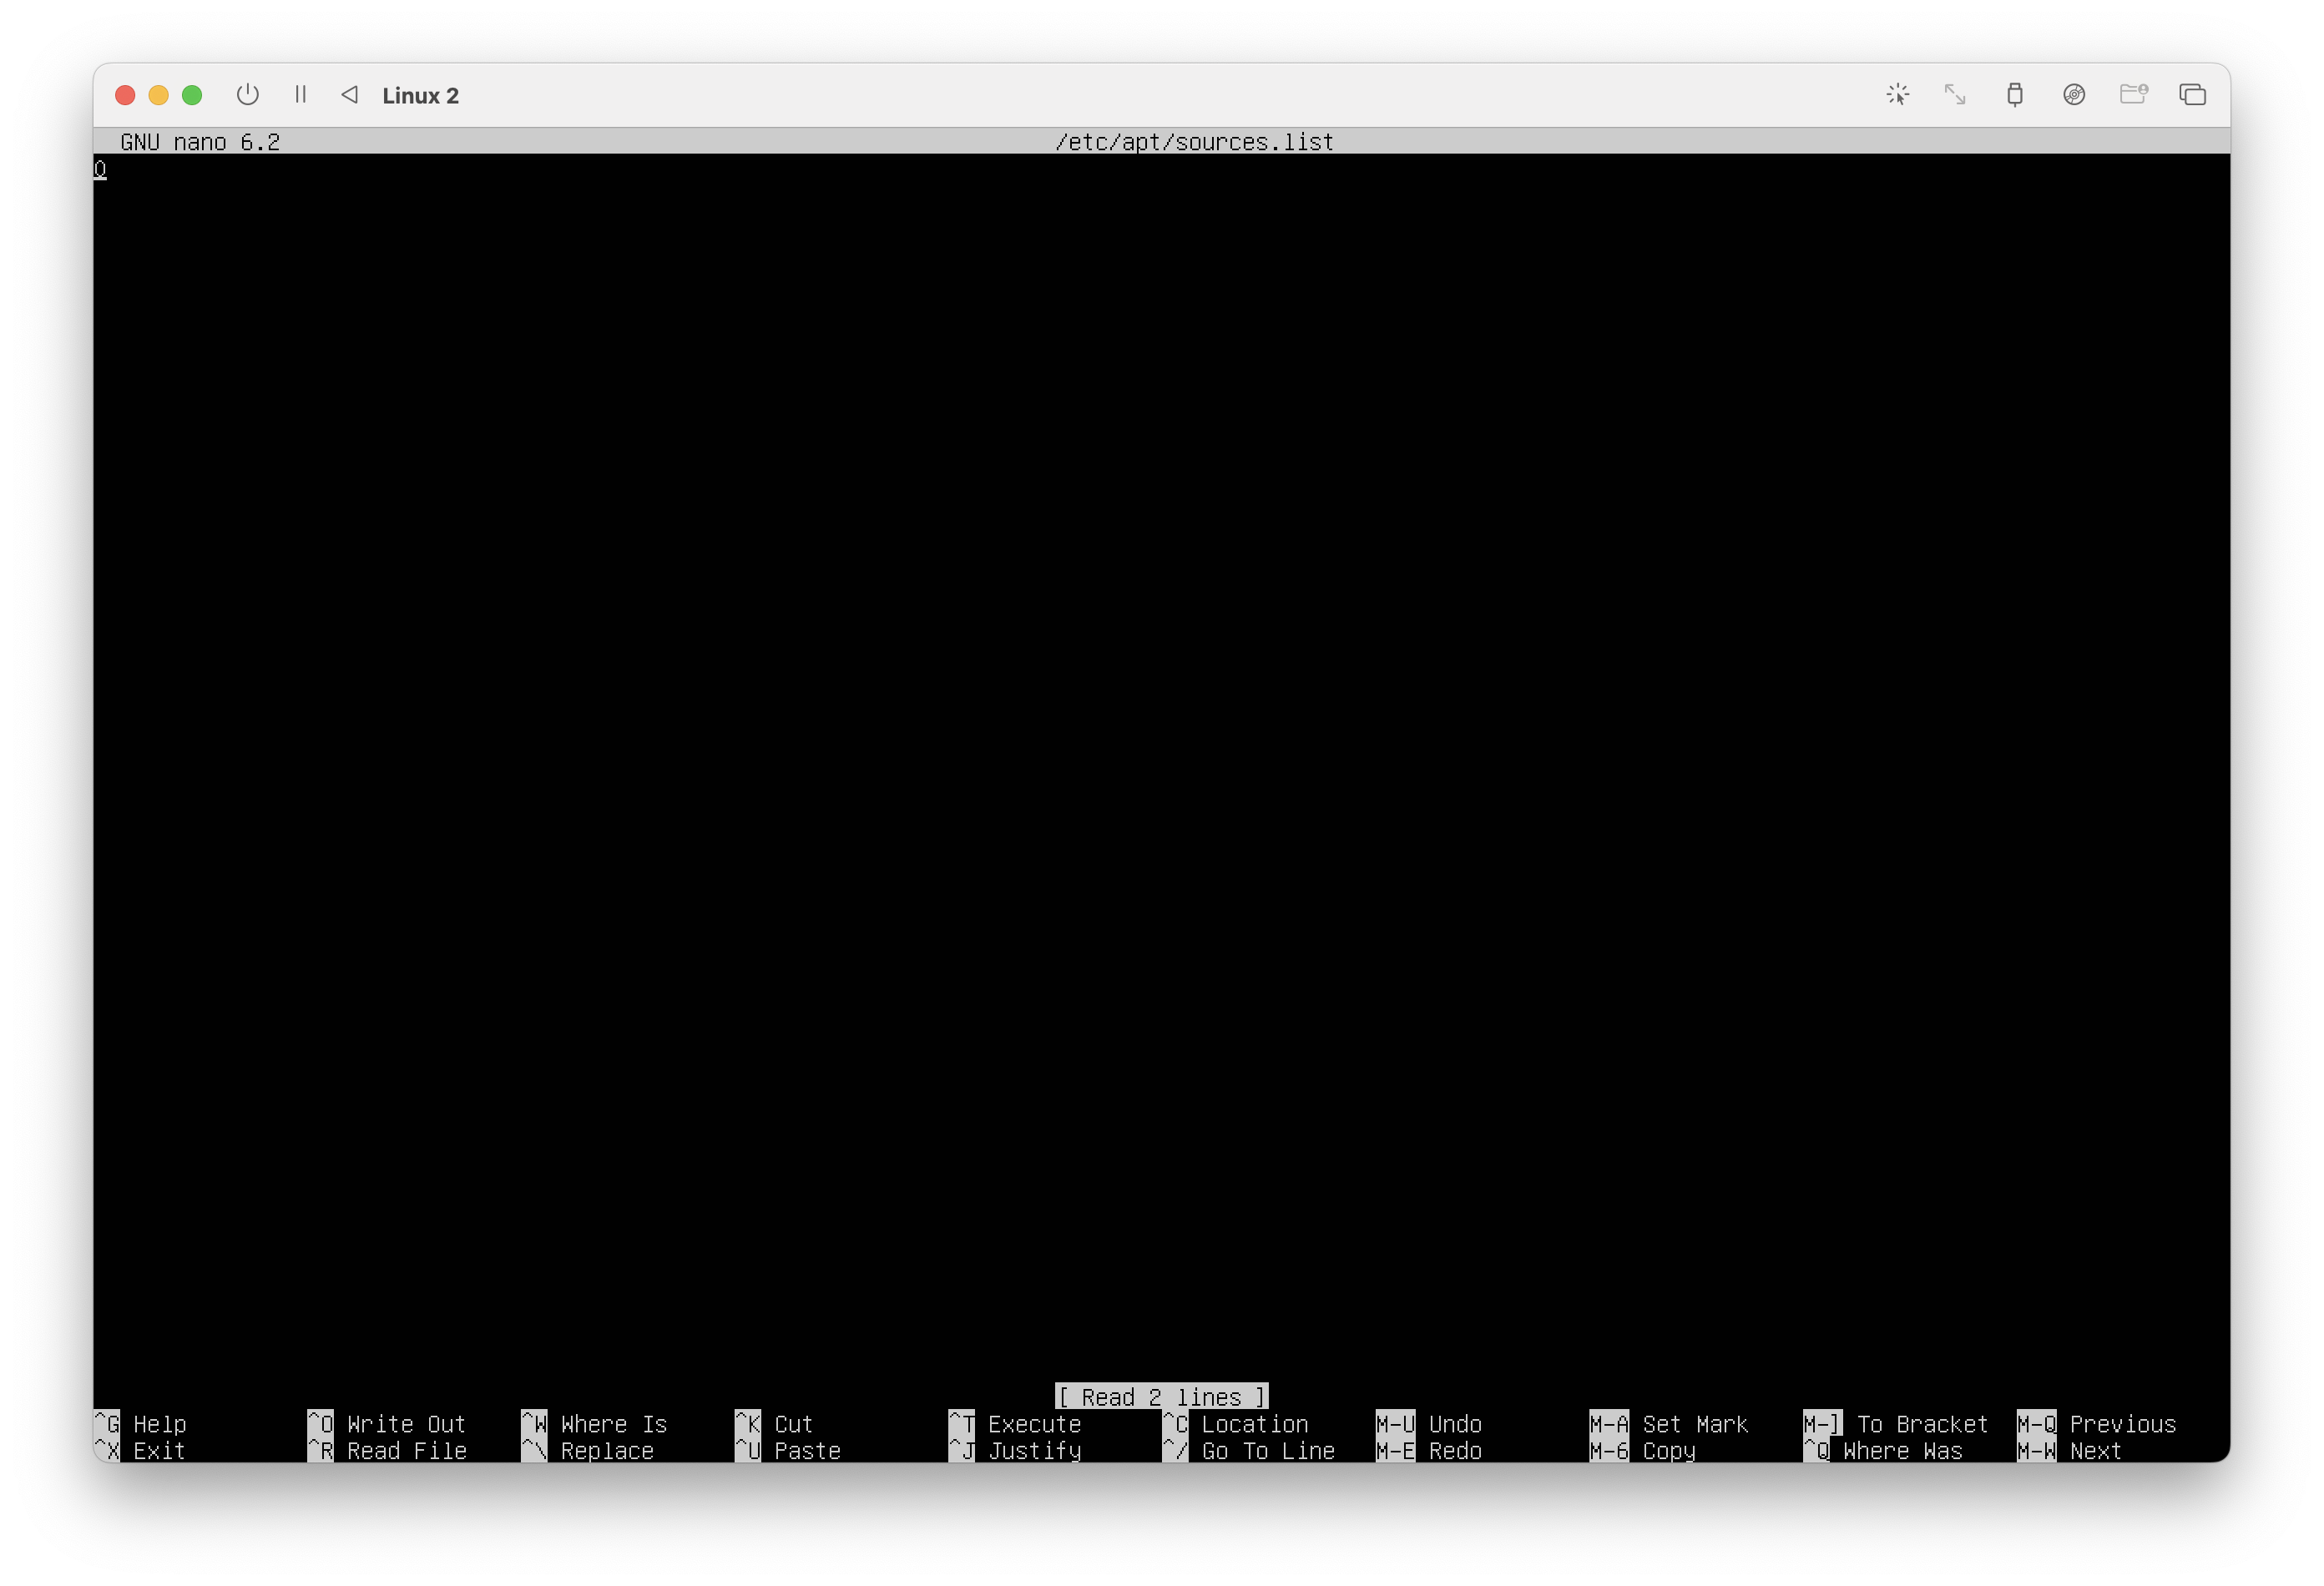 Linux 2
GNU nano 6.2 /etc/apt/sources.list
O
[ Read 2 lines ]
^G Help ^O Write Out ^W Where Is ^K Cut ^T Execute ^C Location M-U Undo M-A Set Mark M-] To Bracket M-Q Previous
^X Exit ^R Read File ^\ Replace ^U Paste ^J Justify ^/ Go To Line M-E Redo M-6 Copy ^Q Where Was M-W Next